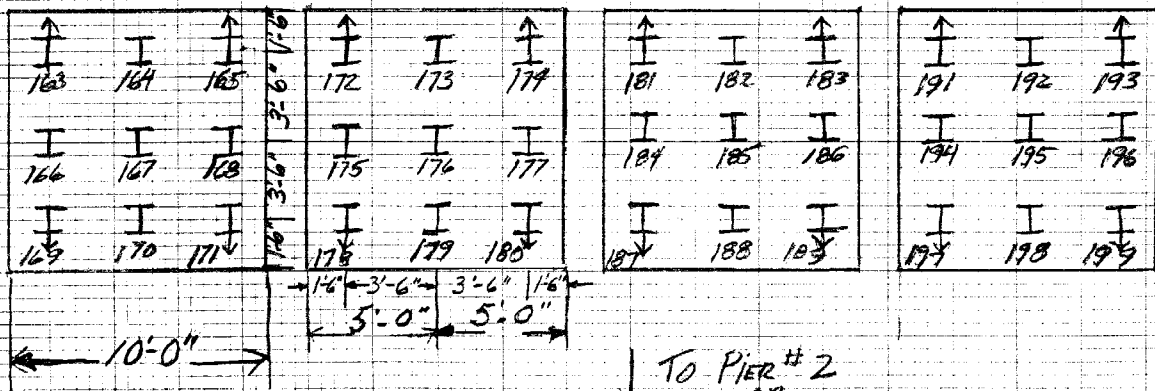 163 164 165 172 173 174 181 182 183 191 192 193
166 167 168 175 176 177 184 185 186 194 195 196
169 170 171 178 179 180 187 188 189 197 198 199
1'-6" 3'-6" 3'-6" 1'-6"
1'-6" 3'-6" 3'-6" 1'-6"
5'-0" 5'-0"
10'-0"
TO PIER # 2